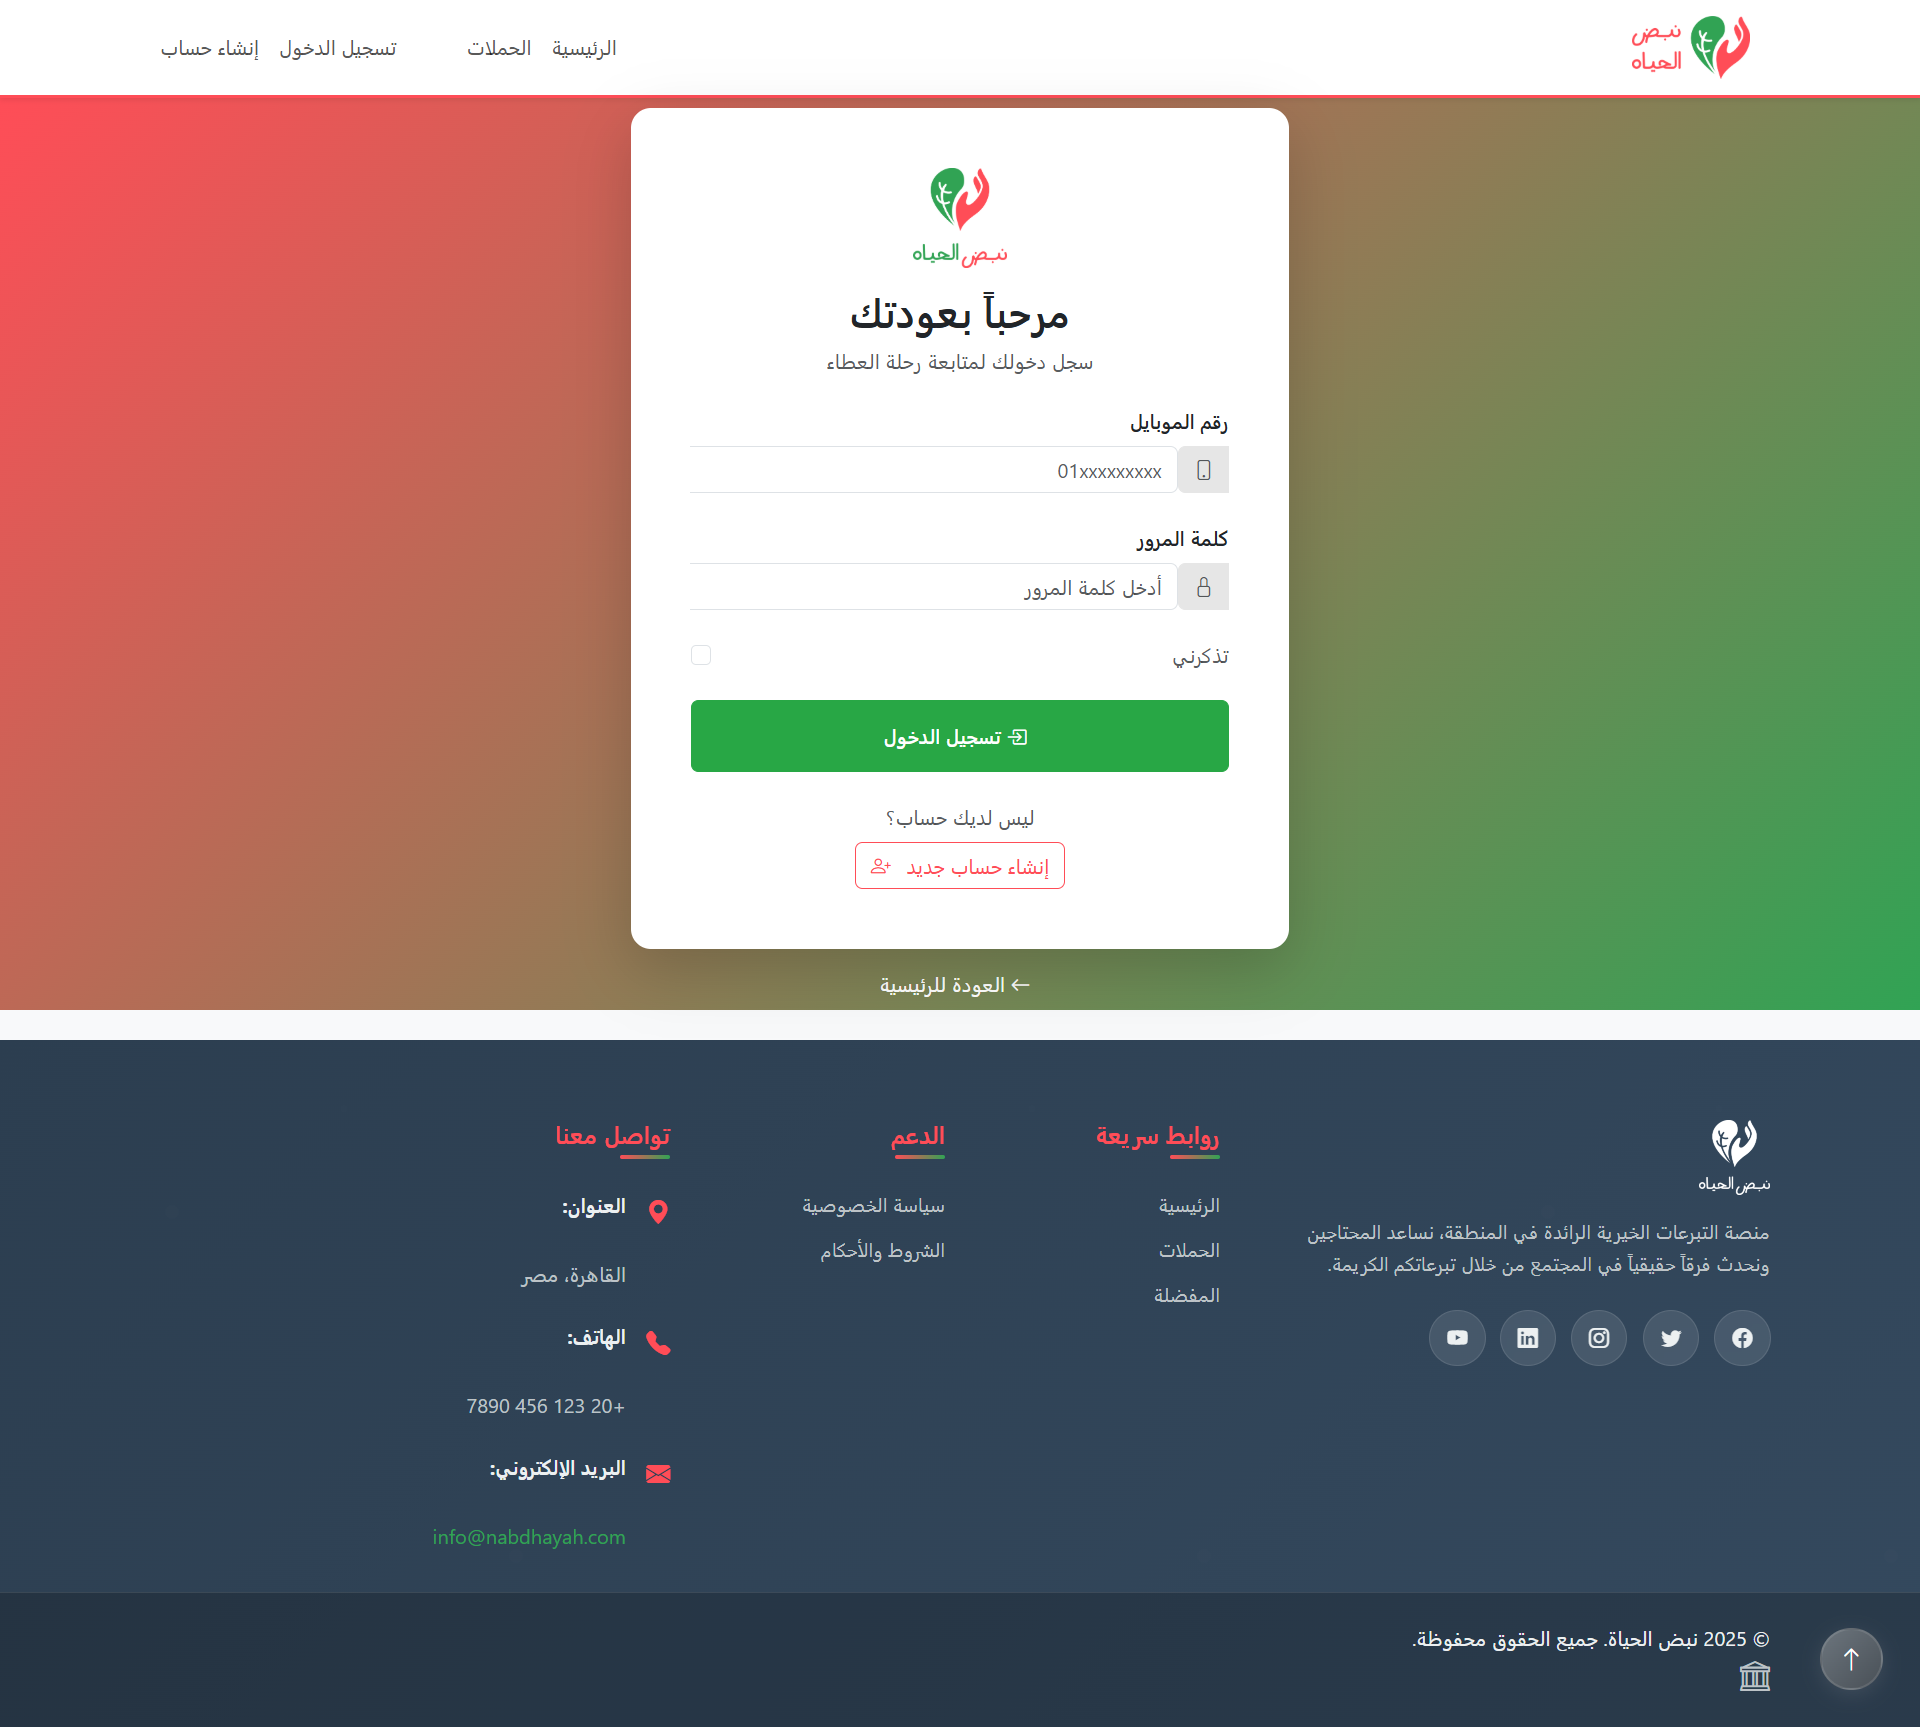 نبض
الحياه
الرئيسية
الحملات
تسجيل الدخول
إنشاء حساب
نبض الحياه
مرحباً بعودتك
سجل دخولك لمتابعة رحلة العطاء
رقم الموبايل
01xxxxxxxxx
كلمة المرور
أدخل كلمة المرور
تذكرني
تسجيل الدخول
ليس لديك حساب؟
إنشاء حساب جديد
العودة للرئيسية
نبض الحياه
منصة التبرعات الخيرية الرائدة في المنطقة، نساعد المحتاجين
ونحدث فرقاً حقيقياً في المجتمع من خلال تبرعاتكم الكريمة.
روابط سريعة
الرئيسية
الحملات
المفضلة
الدعم
سياسة الخصوصية
الشروط والأحكام
تواصل معنا
العنوان:
القاهرة، مصر
الهاتف:
+20 123 456 7890
البريد الإلكتروني:
info@nabdhayah.com
© 2025 نبض الحياة. جميع الحقوق محفوظة.